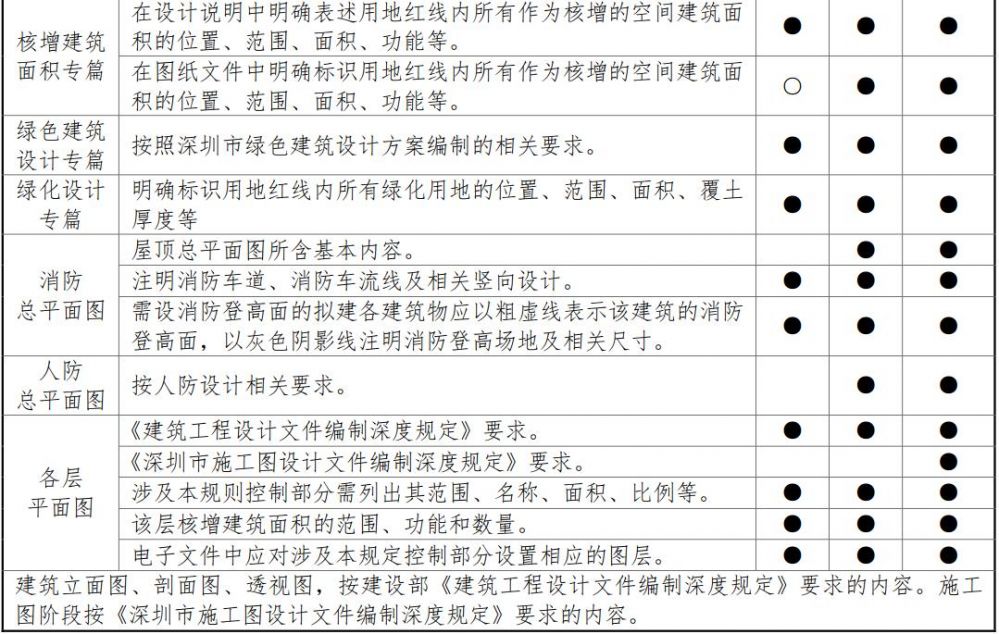 核增建筑
面积专篇
在设计说明中明确表述用地红线内所有作为核增的空间建筑面
积的位置、范围、面积、功能等。
● ● ●
在图纸文件中明确标识用地红线内所有作为核增的空间建筑面
积的位置、范围、面积、功能等。
○ ● ●
绿色建筑
设计专篇
按照深圳市绿色建筑设计方案编制的相关要求。
● ● ●
绿化设计
专篇
明确标识用地红线内所有绿化用地的位置、范围、面积、覆土
厚度等
● ● ●
消防
总平面图
屋顶总平面图所含基本内容。
● ●
注明消防车道、消防车流线及相关竖向设计。
● ● ●
需设消防登高面的拟建各建筑物应以粗虚线表示该建筑的消防
登高面，以灰色阴影线注明消防登高场地及相关尺寸。
● ● ●
人防
总平面图
按人防设计相关要求。
● ●
各层
平面图
《建筑工程设计文件编制深度规定》要求。
● ● ●
《深圳市施工图设计文件编制深度规定》要求。
●
涉及本规则控制部分需列出其范围、名称、面积、比例等。
● ● ●
该层核增建筑面积的范围、功能和数量。
● ● ●
电子文件中应对涉及本规定控制部分设置相应的图层。
● ● ●
建筑立面图、剖面图、透视图，按建设部《建筑工程设计文件编制深度规定》要求的内容。施工
图阶段按《深圳市施工图设计文件编制深度规定》要求的内容。